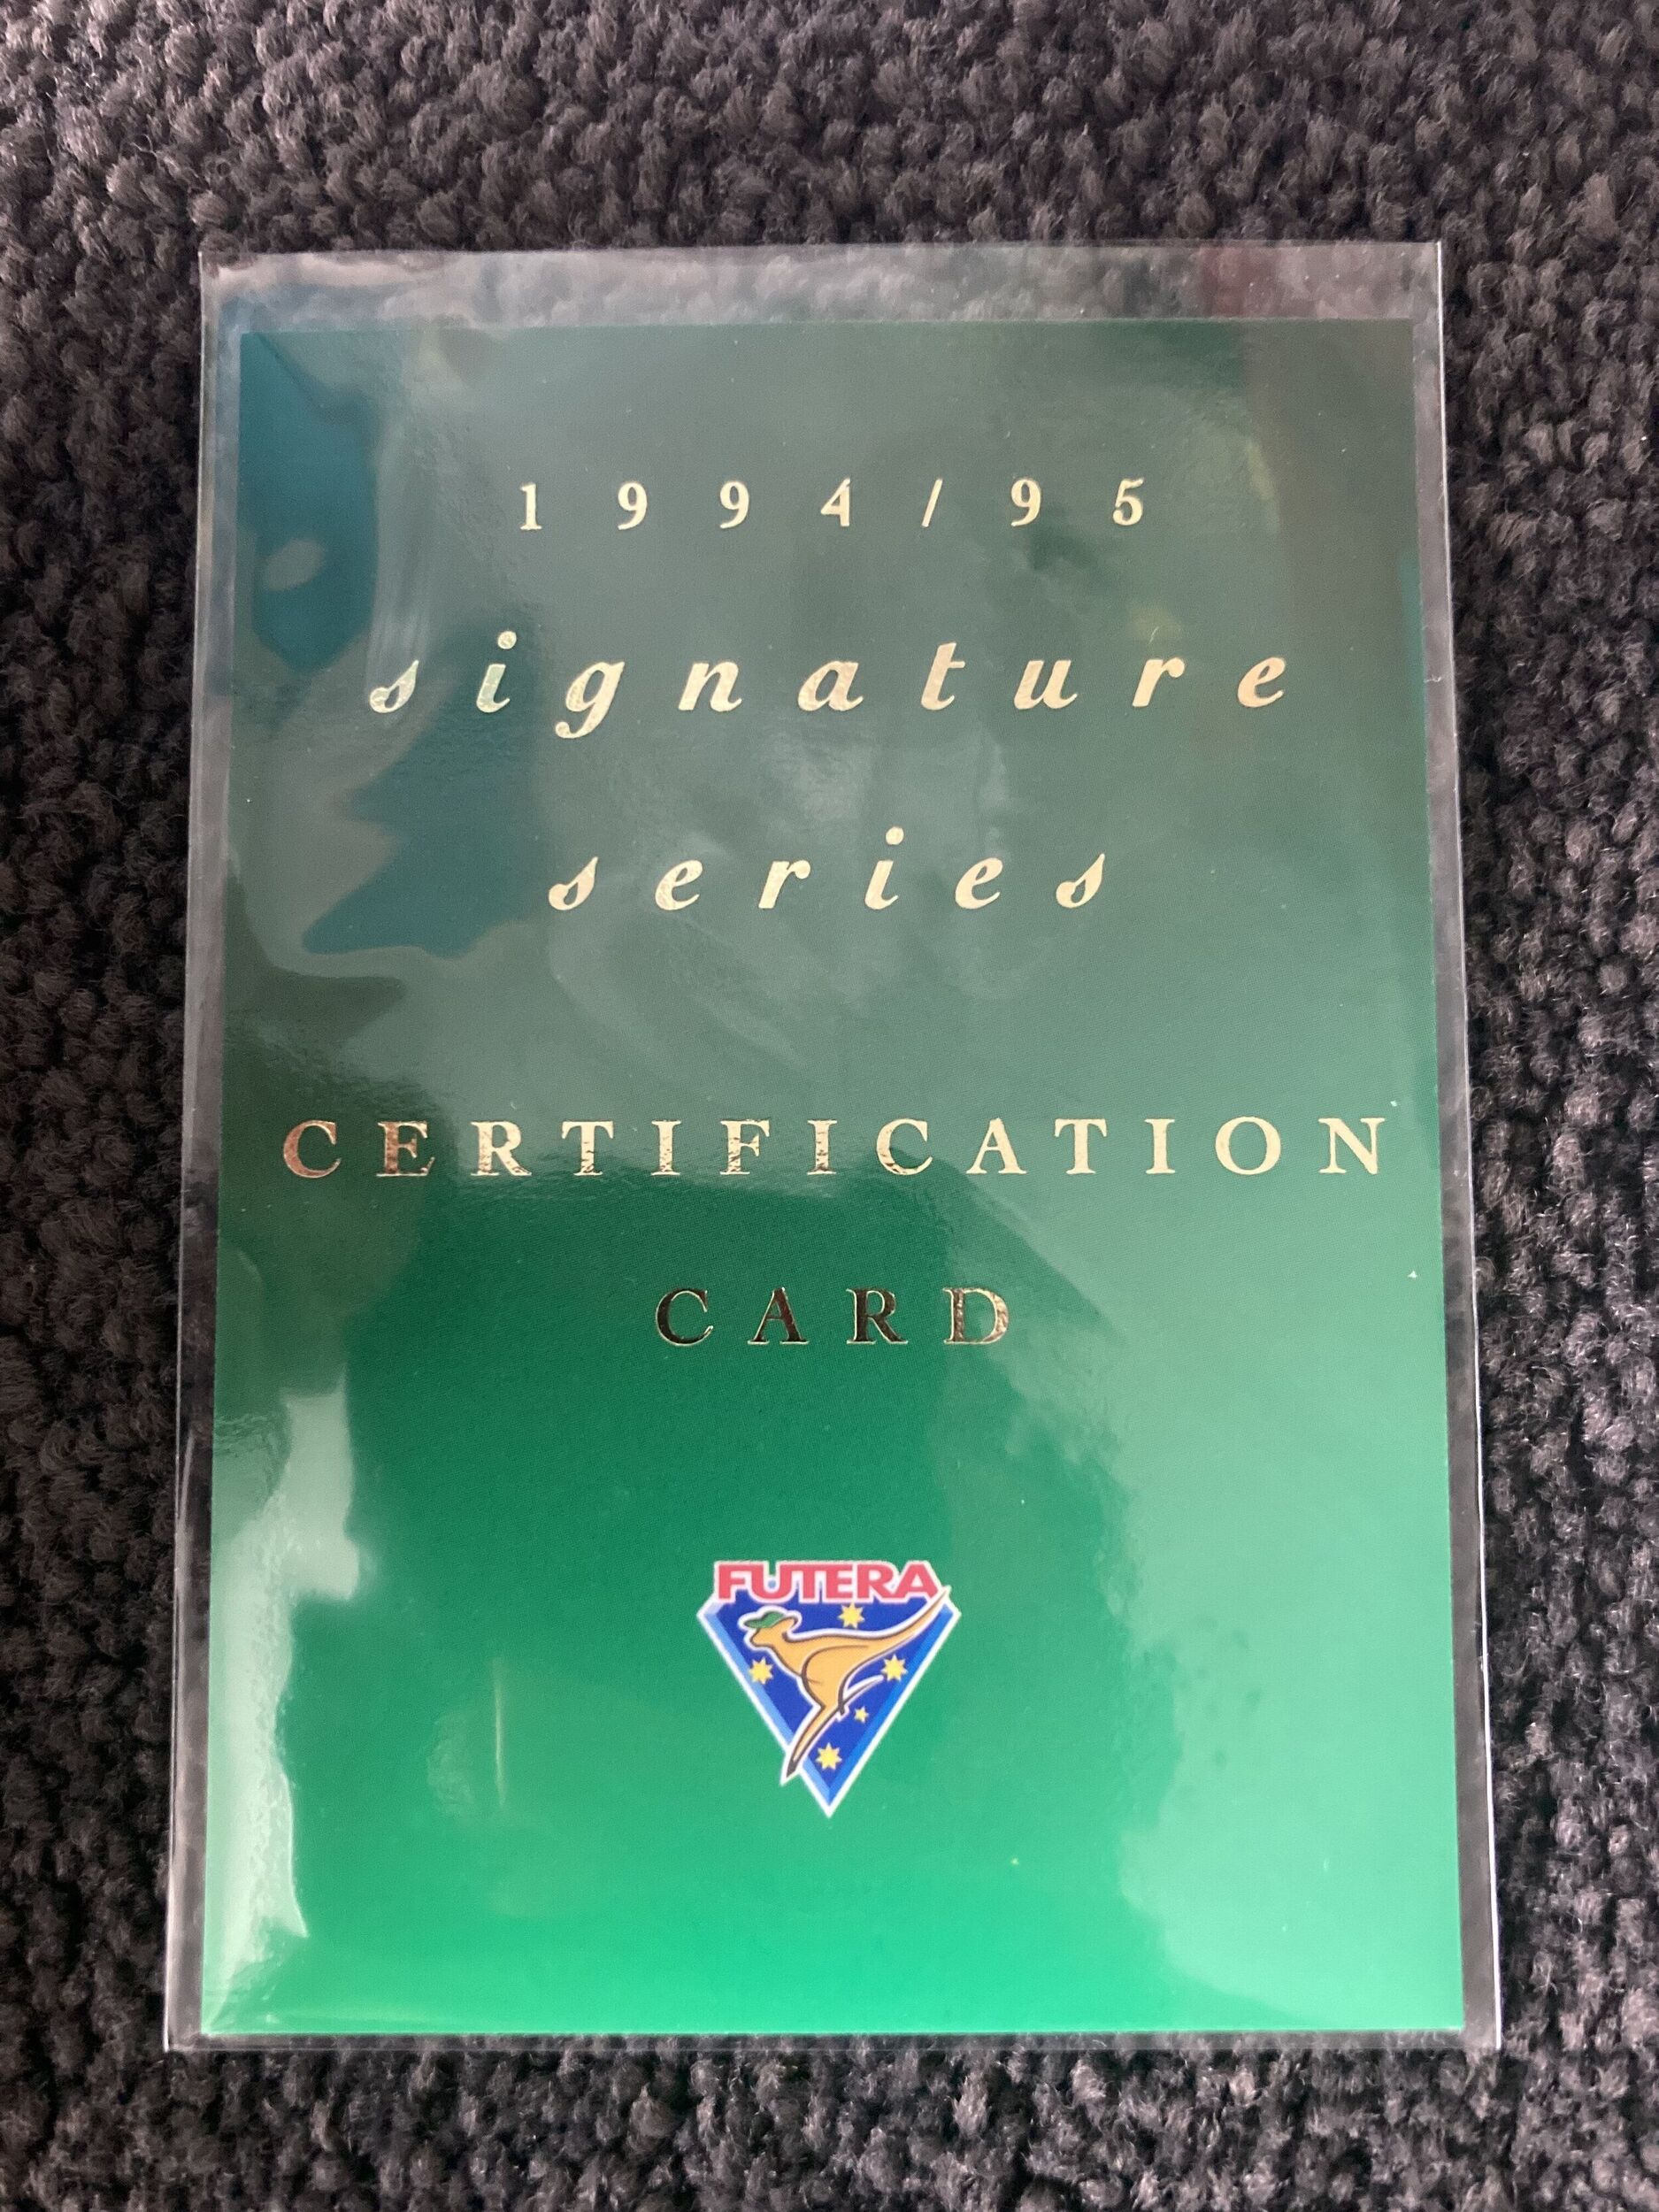 1994/95
signature
series
CERTIFICATION
CARD
FUTERA